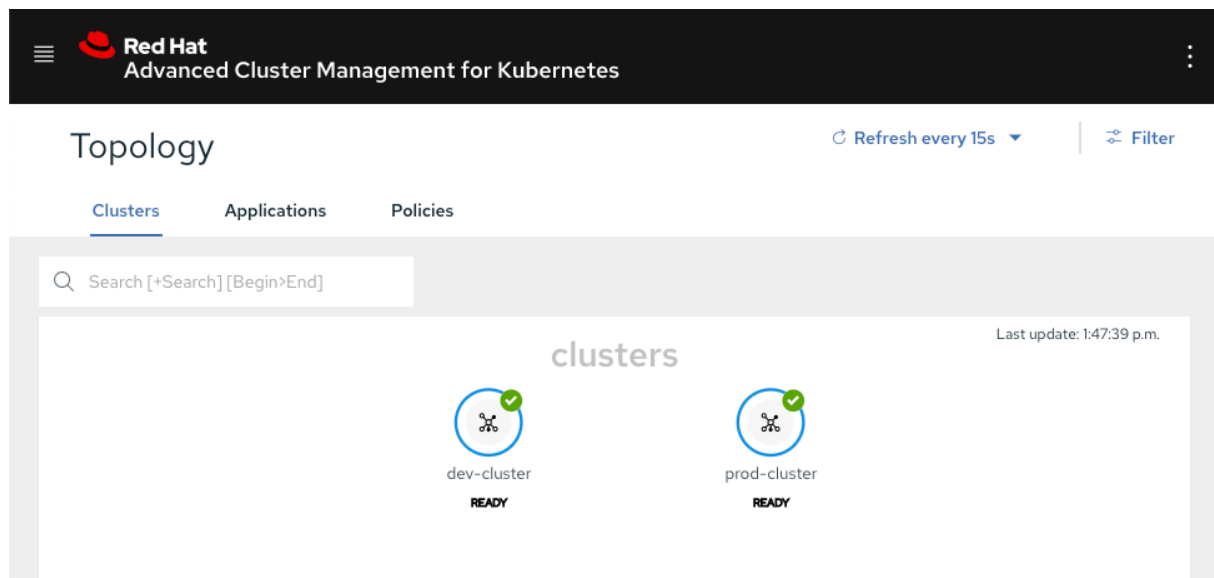 Red Hat
Advanced Cluster Management for Kubernetes
Topology
Refresh every 15s
Filter
Clusters Applications Policies
Search [+Search] [Begin>End]
Last update: 1:47:39 p.m.
clusters
dev-cluster prod-cluster
READY READY